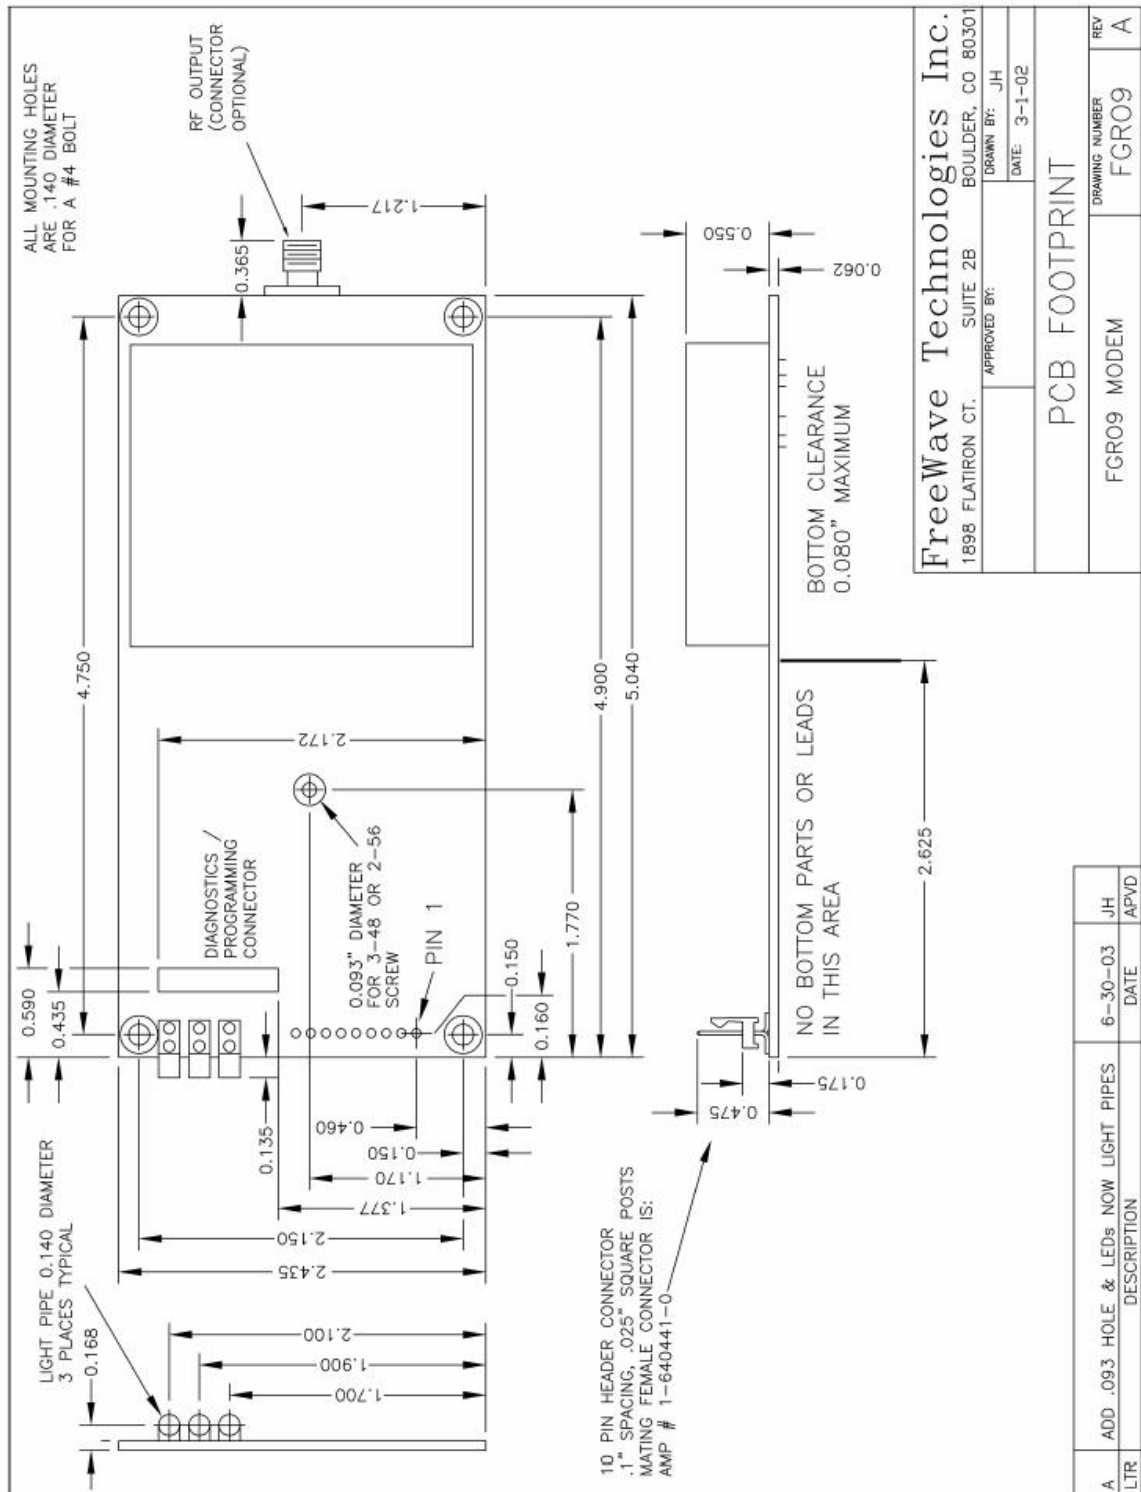 ALL MOUNTING HOLES
ARE .140 DIAMETER
FOR A #4 BOLT
RF OUTPUT
(CONNECTOR
OPTIONAL)
0.365
1.217
4.750
0.590
0.435
DIAGNOSTICS /
PROGRAMMING
CONNECTOR
2.172
0.093" DIAMETER
FOR 3-48 OR 2-56
SCREW
PIN 1
1.770
0.150
0.160
4.900
5.040
LIGHT PIPE 0.140 DIAMETER
3 PLACES TYPICAL
0.168
2.100
1.900
1.700
0.135
0.460
0.150
1.170
1.377
2.150
2.435
0.550
0.062
BOTTOM CLEARANCE
0.080" MAXIMUM
NO BOTTOM PARTS OR LEADS
IN THIS AREA
2.625
0.175
0.475
10 PIN HEADER CONNECTOR
.1" SPACING, .025" SQUARE POSTS
MATING FEMALE CONNECTOR IS:
AMP # 1-640441-0
A ADD .093 HOLE & LEDs NOW LIGHT PIPES 6-30-03 JH
LTR DESCRIPTION DATE APVD
FreeWave Technologies Inc.
1898 FLATIRON CT. SUITE 2B BOULDER, CO 80301
APPROVED BY: DRAWN BY: JH
DATE: 3-1-02
PCB FOOTPRINT
FGR09 MODEM
DRAWING NUMBER
FGR09
REV
A